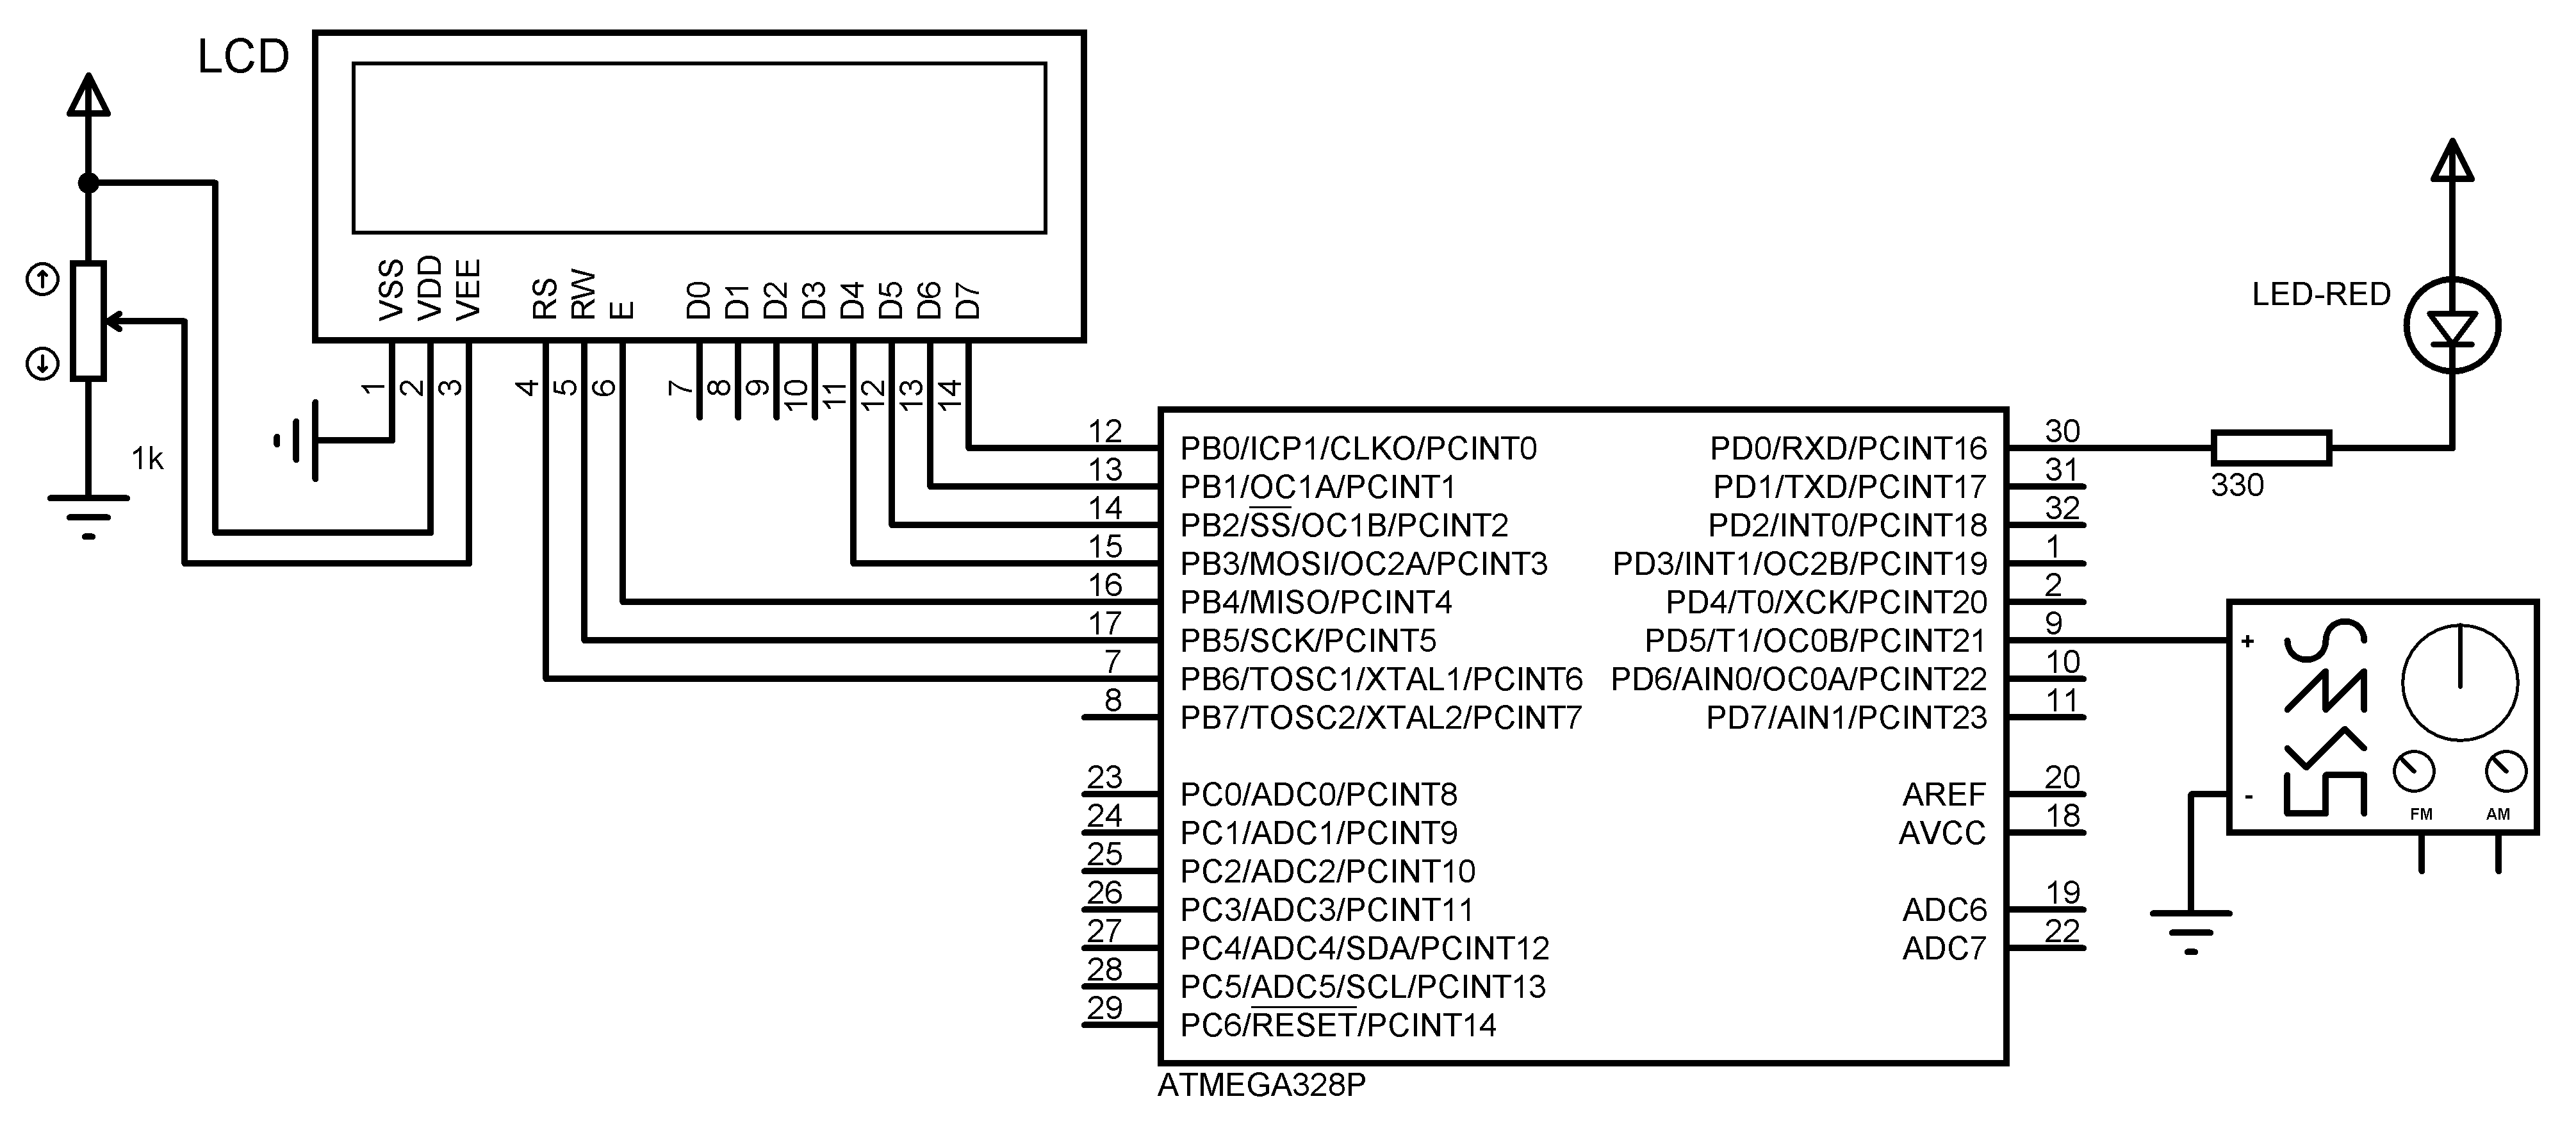 LCD
VSS
VDD
VEE
RS
RW
E
D0
D1
D2
D3
D4
D5
D6
D7
1
2
3
4
5
6
7
8
9
10
11
12
13
14
1k
12 PB0/ICP1/CLKO/PCINT0
13 PB1/OC1A/PCINT1
14 PB2/SS/OC1B/PCINT2
15 PB3/MOSI/OC2A/PCINT3
16 PB4/MISO/PCINT4
17 PB5/SCK/PCINT5
7 PB6/TOSC1/XTAL1/PCINT6
8 PB7/TOSC2/XTAL2/PCINT7
23 PC0/ADC0/PCINT8
24 PC1/ADC1/PCINT9
25 PC2/ADC2/PCINT10
26 PC3/ADC3/PCINT11
27 PC4/ADC4/SDA/PCINT12
28 PC5/ADC5/SCL/PCINT13
29 PC6/RESET/PCINT14
PD0/RXD/PCINT16 30
PD1/TXD/PCINT17 31
PD2/INT0/PCINT18 32
PD3/INT1/OC2B/PCINT19 1
PD4/T0/XCK/PCINT20 2
PD5/T1/OC0B/PCINT21 9
PD6/AIN0/OC0A/PCINT22 10
PD7/AIN1/PCINT23 11
AREF 20
AVCC 18
ADC6 19
ADC7 22
ATMEGA328P
LED-RED
330
+
-
FM
AM